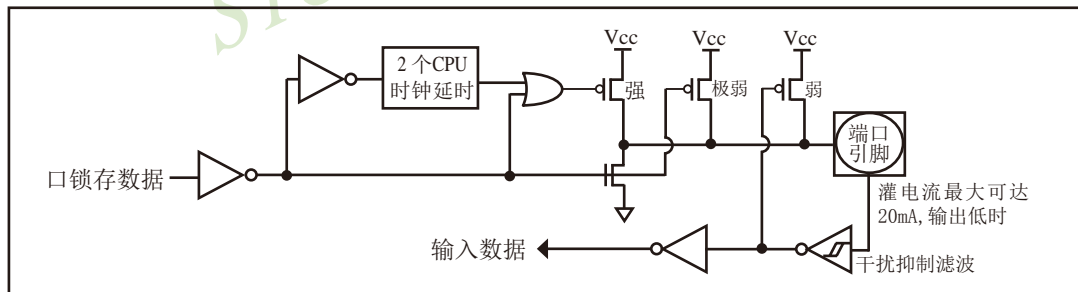 Vcc
Vcc
Vcc
2个CPU
时钟延时
强
极弱
弱
端口
引脚
口锁存数据
灌电流最大可达
20mA,输出低时
输入数据
干扰抑制滤波